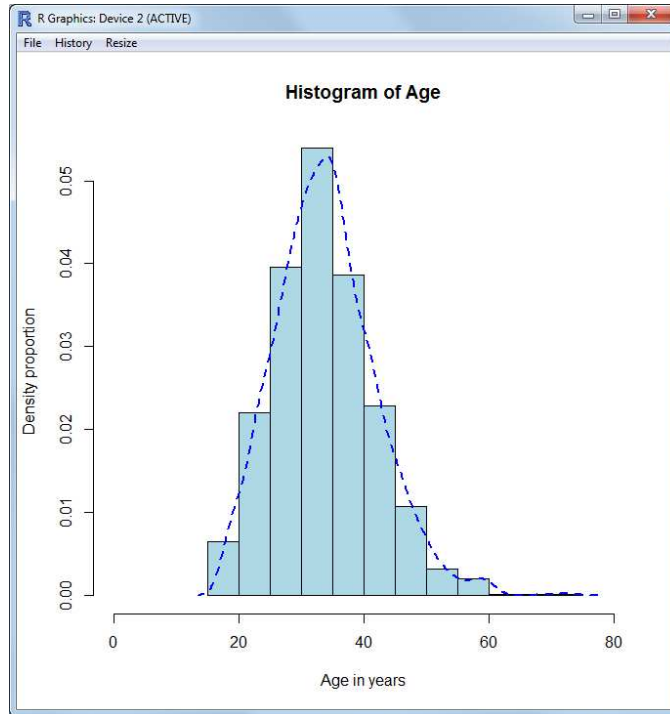 R Graphics: Device 2 (ACTIVE)
File History Resize
Histogram of Age
Density proportion
0.05
0.04
0.03
0.02
0.01
0.00
0 20 40 60 80
Age in years